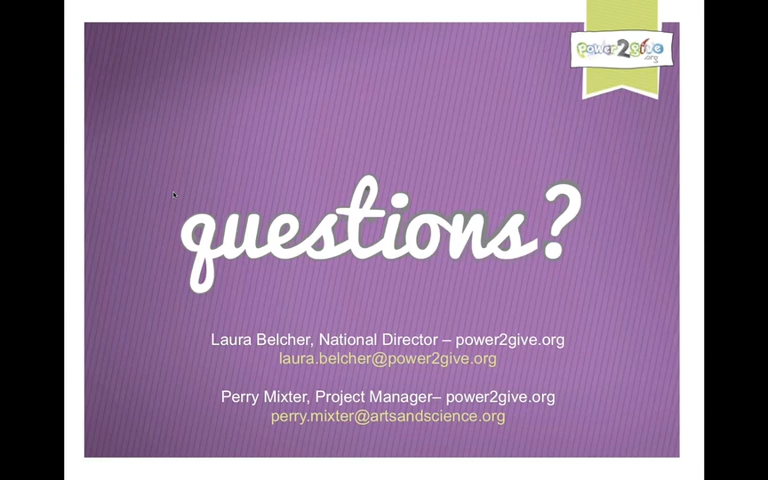 power2give
.org
questions?
Laura Belcher, National Director – power2give.org
laura.belcher@power2give.org
Perry Mixter, Project Manager– power2give.org
perry.mixter@artsandscience.org